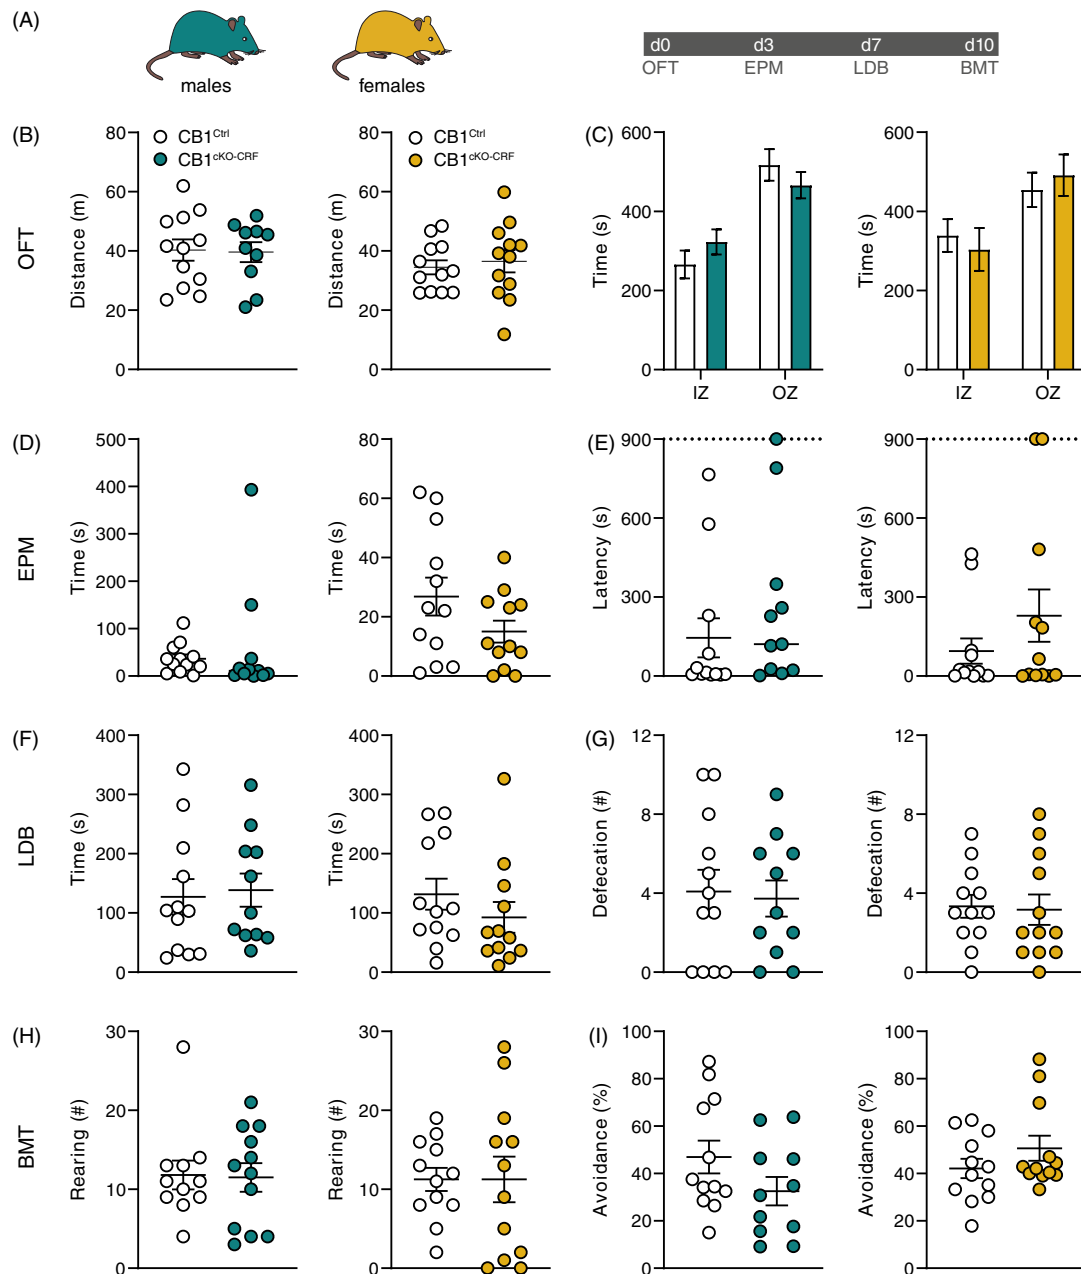 (A)
males
females
d0 d3 d7 d10
OFT EPM LDB BMT
OFT
(B)
Distance (m)
80
60
40
20
0
CB1Ctrl
CB1cKO-CRF
Distance (m)
80
60
40
20
0
CB1Ctrl
CB1cKO-CRF
(C)
Time (s)
600
400
200
0
IZ OZ
Time (s)
600
400
200
0
IZ OZ
EPM
(D)
Time (s)
500
400
300
200
100
0
Time (s)
80
60
40
20
0
(E)
Latency (s)
900
600
300
0
Latency (s)
900
600
300
0
LDB
(F)
Time (s)
400
300
200
100
0
Time (s)
400
300
200
100
0
(G)
Defecation (#)
12
8
4
0
Defecation (#)
12
8
4
0
BMT
(H)
Rearing (#)
30
20
10
0
Rearing (#)
30
20
10
0
(I)
Avoidance (%)
100
80
60
40
20
0
Avoidance (%)
100
80
60
40
20
0